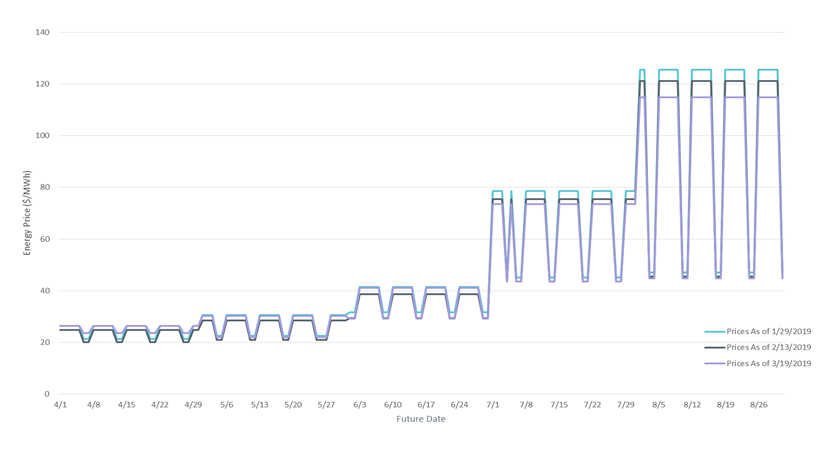 140
120
100
80
60
40
20
0
Energy Price ($/MWh)
4/1 4/8 4/15 4/22 4/29 5/6 5/13 5/20 5/27 6/3 6/10 6/17 6/24 7/1 7/8 7/15 7/22 7/29 8/5 8/12 8/19 8/26
Future Date
Prices As of 1/29/2019
Prices As of 2/13/2019
Prices As of 3/19/2019